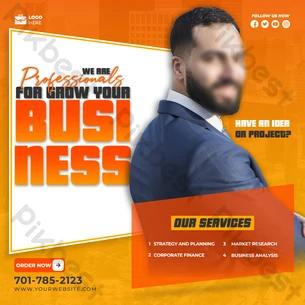 LOGO
HERE
FOLLOW US NOW
WE ARE
Professionals
FOR GROW YOUR
BUSI
NESS
HAVE AN IDEA
OR PROJECT?
OUR SERVICES
1 STRATEGY AND PLANNING
2 CORPORATE FINANCE
3 MARKET RESEARCH
4 BUSINESS ANALYSIS
ORDER NOW
701-785-2123
WWW.YOURWEBSITE.COM
pikbest